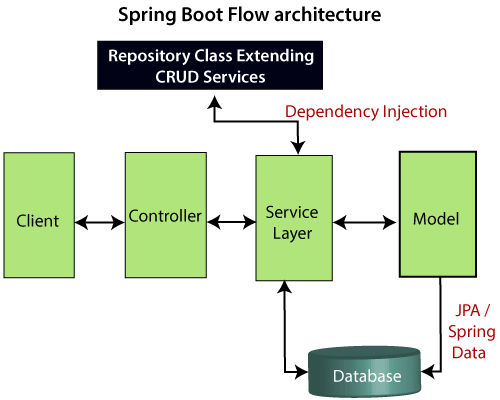 Spring Boot Flow architecture
Repository Class Extending
CRUD Services
Dependency Injection
Client
Controller
Service
Layer
Model
JPA /
Spring
Data
Database